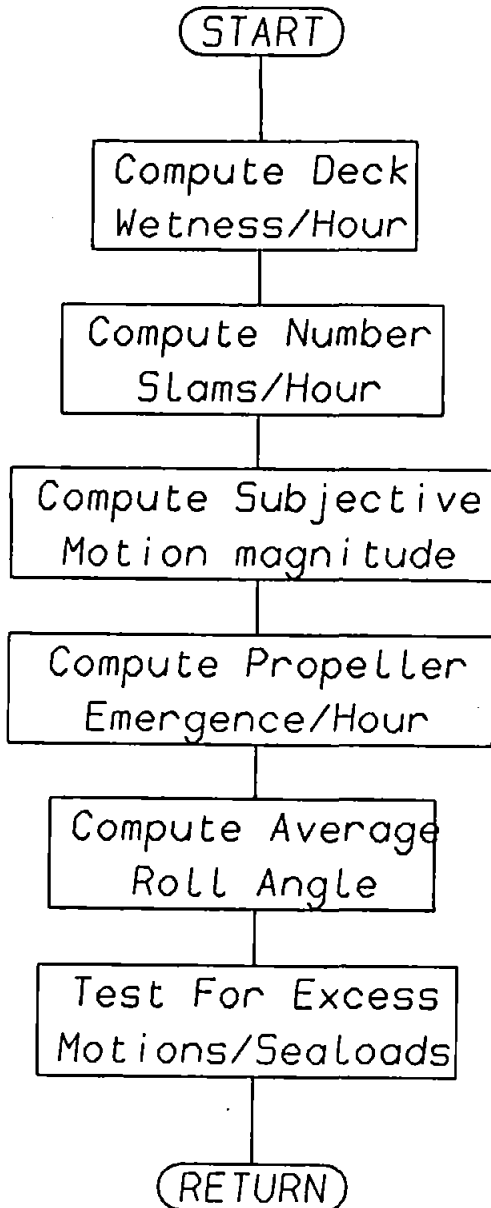 START
Compute Deck
Wetness/Hour
Compute Number
Slams/Hour
Compute Subjective
Motion magnitude
Compute Propeller
Emergence/Hour
Compute Average
Roll Angle
Test For Excess
Motions/Sealoads
RETURN